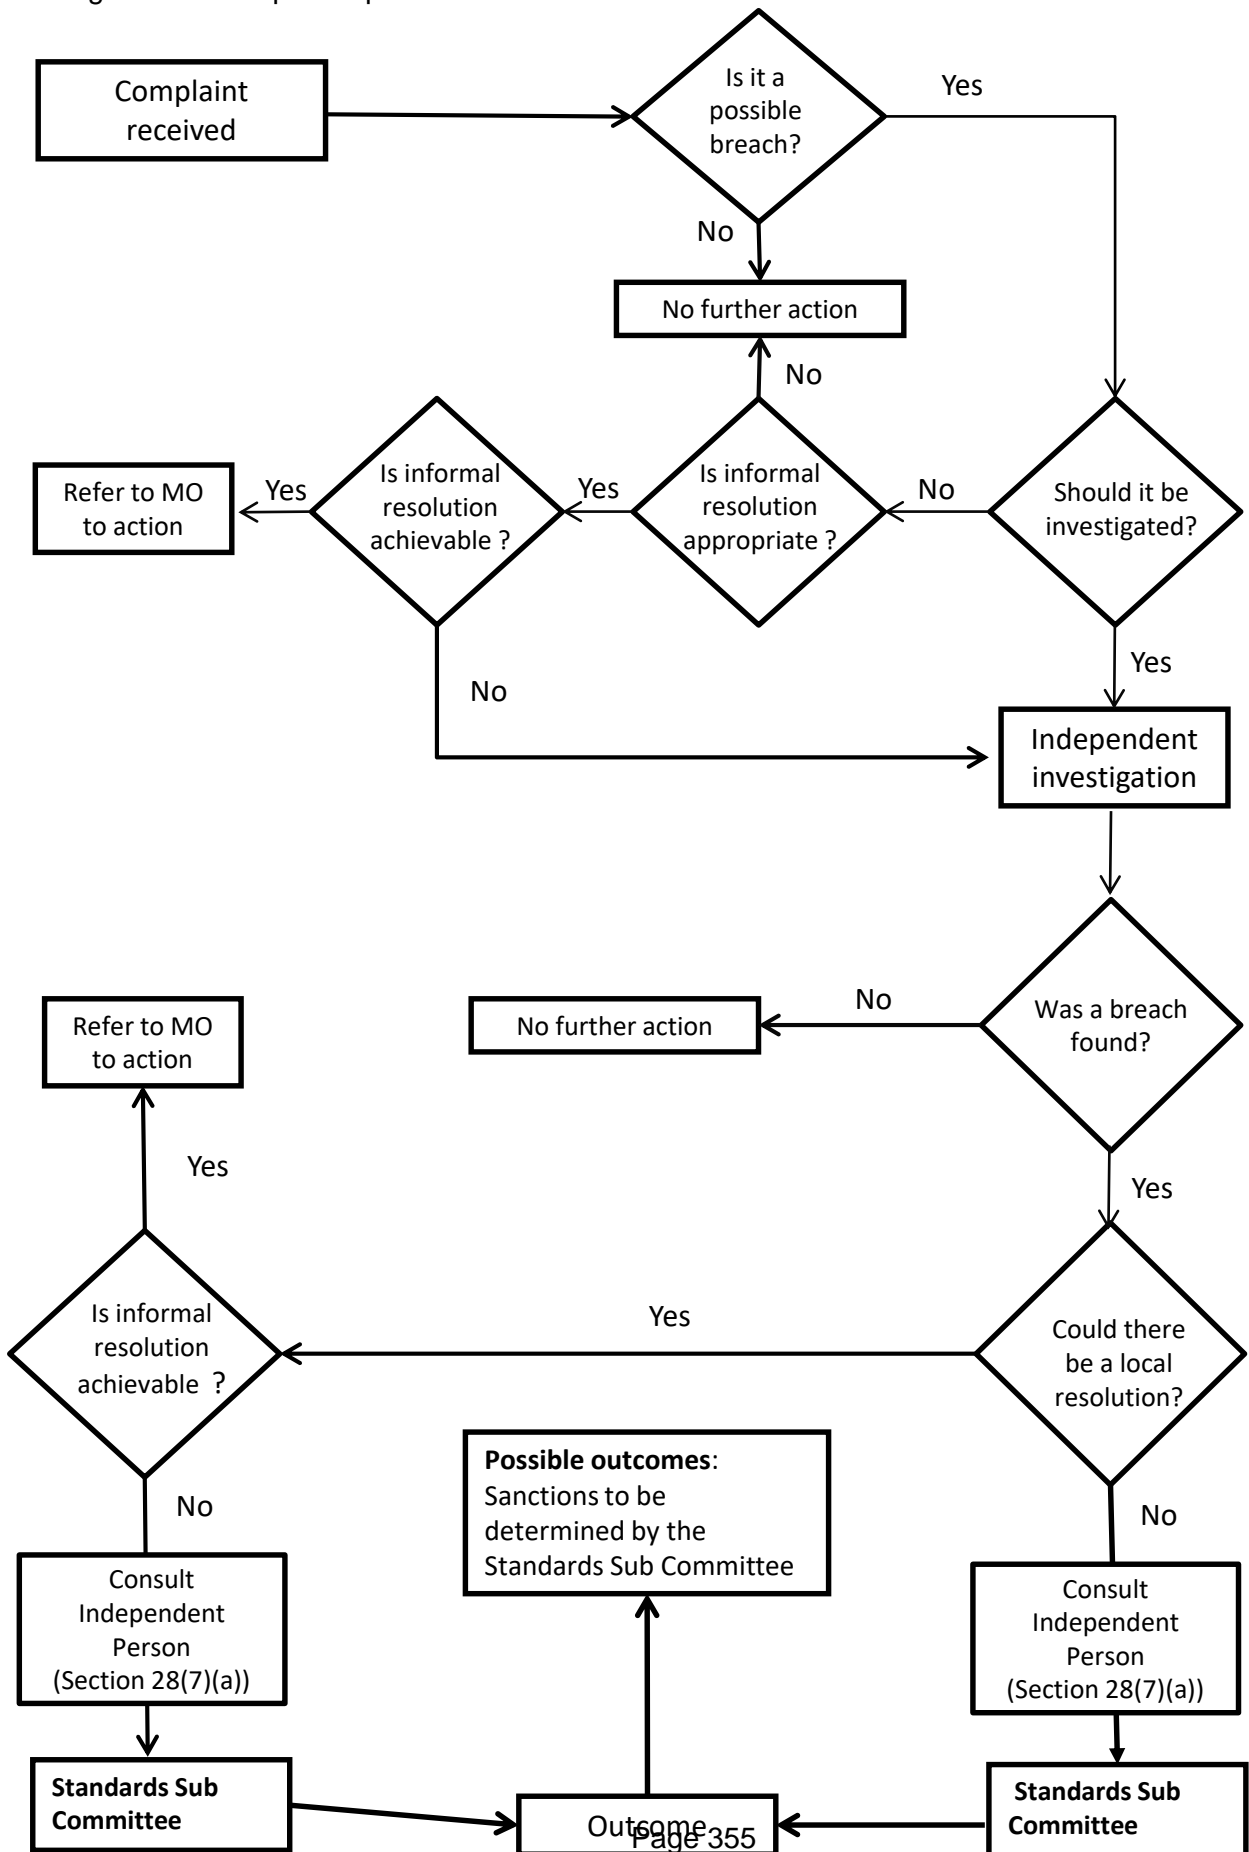 Complaint
received
Is it a
possible
breach?
Yes
No
No further action
No
Refer to MO
to action
Yes
Is informal
resolution
achievable ?
Yes
Is informal
resolution
appropriate ?
No
Should it be
investigated?
Yes
No
Independent
investigation
Was a breach
found?
No
No further action
Refer to MO
to action
Yes
Yes
Is informal
resolution
achievable ?
Yes
Could there
be a local
resolution?
Possible outcomes:
Sanctions to be
determined by the
Standards Sub Committee
No
No
Consult
Independent
Person
(Section 28(7)(a))
Consult
Independent
Person
(Section 28(7)(a))
Standards Sub
Committee
Outcome
Standards Sub
Committee
Page 355